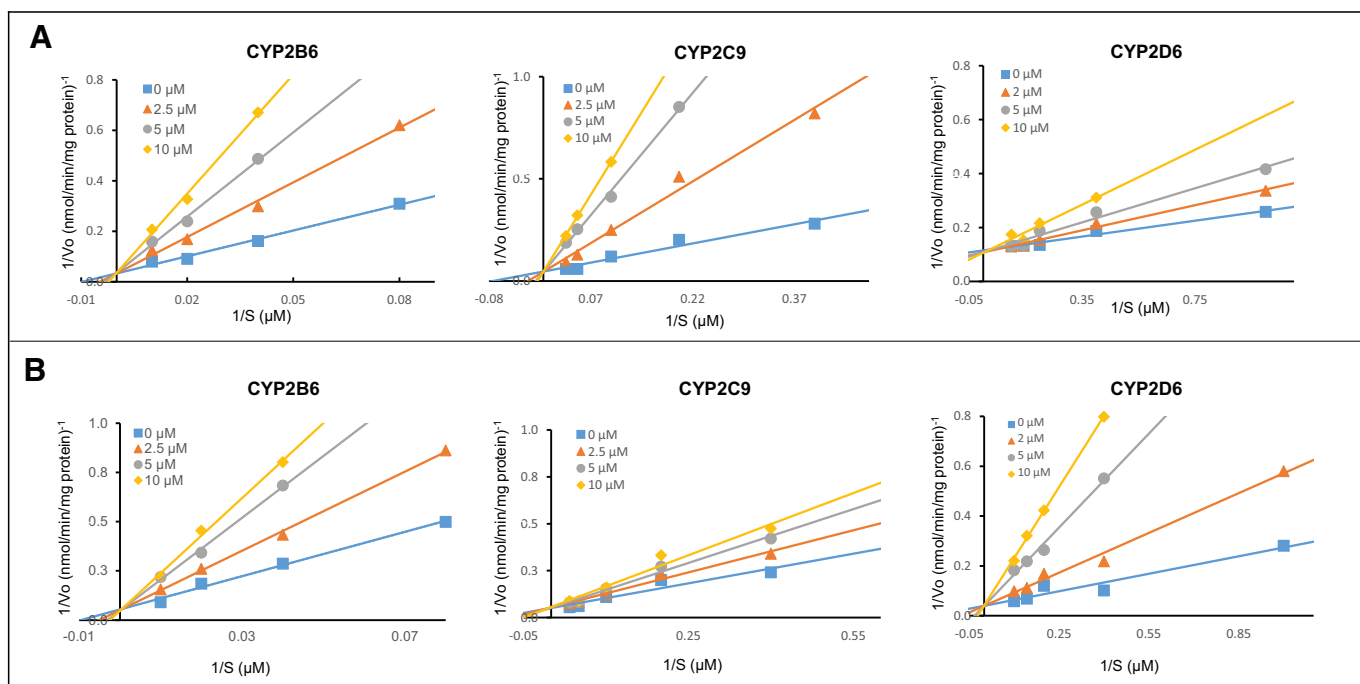 A
CYP2B6
CYP2C9
CYP2D6
1/Vo (nmol/min/mg protein)-1
0.8
0.6
0.4
0.2
0.0
0 µM
2.5 µM
5 µM
10 µM
-0.01
0.02
0.05
0.08
1/S (µM)
1/Vo (nmol/min/mg protein)-1
1.0
0.5
0.0
0 µM
2.5 µM
5 µM
10 µM
-0.08
0.07
0.22
0.37
1/S (µM)
1/Vo (nmol/min/mg protein)-1
0.8
0.6
0.4
0.2
0.0
0 µM
2 µM
5 µM
10 µM
-0.05
0.35
0.75
1/S (µM)
B
CYP2B6
CYP2C9
CYP2D6
1/Vo (nmol/min/mg protein)-1
1.0
0.8
0.5
0.3
0.0
0 µM
2.5 µM
5 µM
10 µM
-0.01
0.03
0.07
1/S (µM)
1/Vo (nmol/min/mg protein)-1
1.0
0.8
0.5
0.3
0.0
0 µM
2.5 µM
5 µM
10 µM
-0.05
0.25
0.55
1/S (µM)
1/Vo (nmol/min/mg protein)-1
0.8
0.6
0.4
0.2
0.0
0 µM
2 µM
5 µM
10 µM
-0.05
0.25
0.55
0.85
1/S (µM)